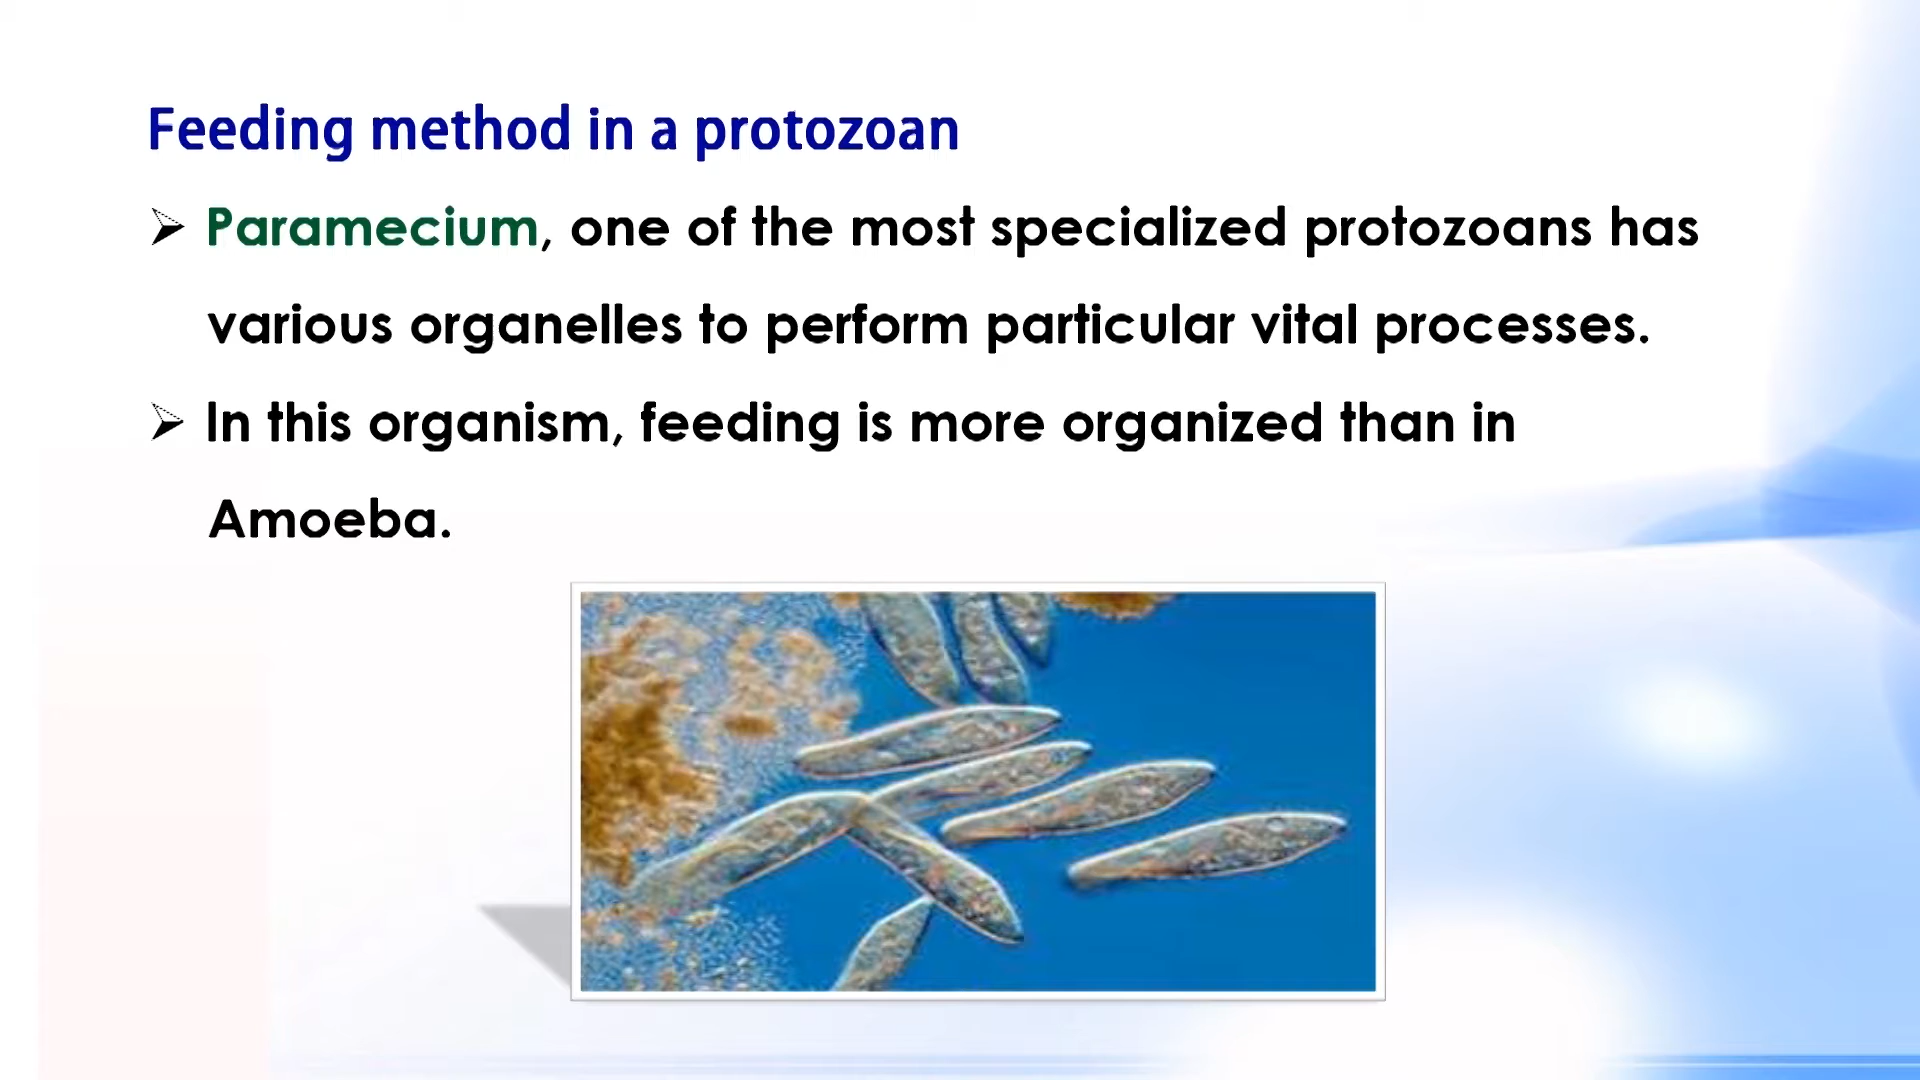 Feeding method in a protozoan
➢ Paramecium, one of the most specialized protozoans has
various organelles to perform particular vital processes.
➢ In this organism, feeding is more organized than in
Amoeba.